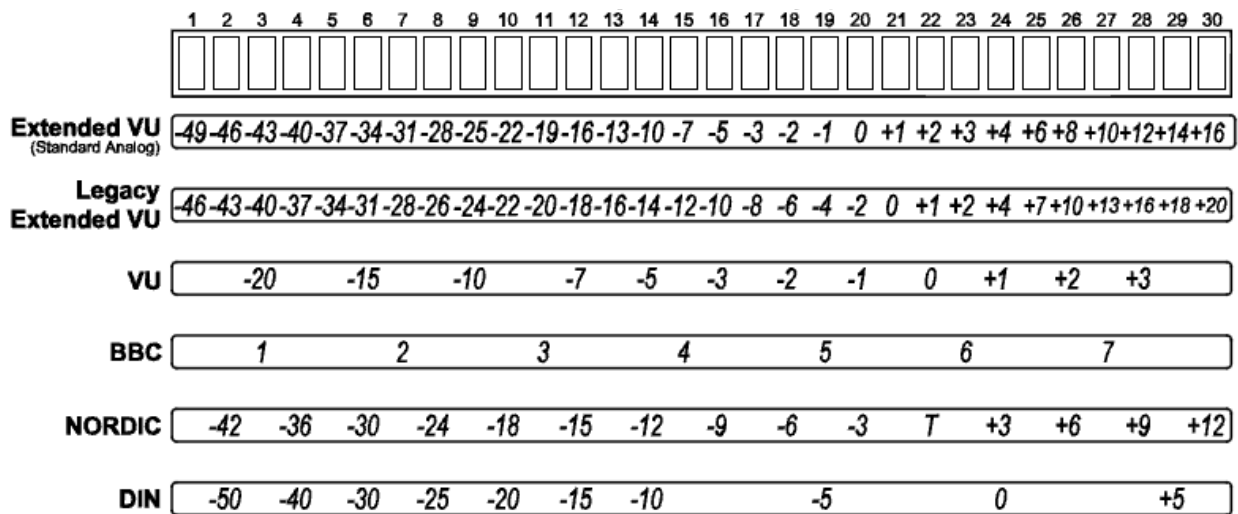 1 2 3 4 5 6 7 8 9 10 11 12 13 14 15 16 17 18 19 20 21 22 23 24 25 26 27 28 29 30
Extended VU -49 -46 -43 -40 -37 -34 -31 -28 -25 -22 -19 -16 -13 -10 -7 -5 -3 -2 -1 0 +1 +2 +3 +4 +6 +8 +10 +12 +14 +16
(Standard Analog)
Legacy
Extended VU -46 -43 -40 -37 -34 -31 -28 -26 -24 -22 -20 -18 -16 -14 -12 -10 -8 -6 -4 -2 0 +1 +2 +4 +7 +10 +13 +16 +18 +20
VU -20 -15 -10 -7 -5 -3 -2 -1 0 +1 +2 +3
BBC 1 2 3 4 5 6 7
NORDIC -42 -36 -30 -24 -18 -15 -12 -9 -6 -3 T +3 +6 +9 +12
DIN -50 -40 -30 -25 -20 -15 -10 -5 0 +5